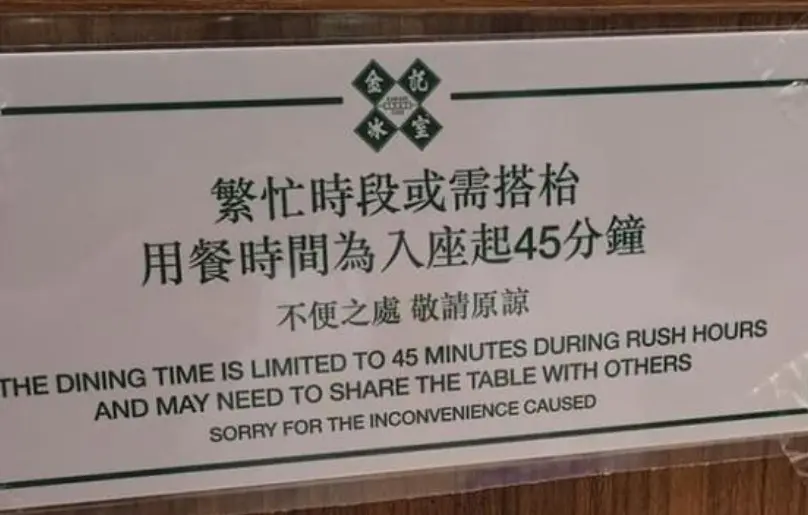 金記
冰室
繁忙時段或需搭枱
用餐時間為入座起45分鐘
不便之處 敬請原諒
THE DINING TIME IS LIMITED TO 45 MINUTES DURING RUSH HOURS
AND MAY NEED TO SHARE THE TABLE WITH OTHERS
SORRY FOR THE INCONVENIENCE CAUSED